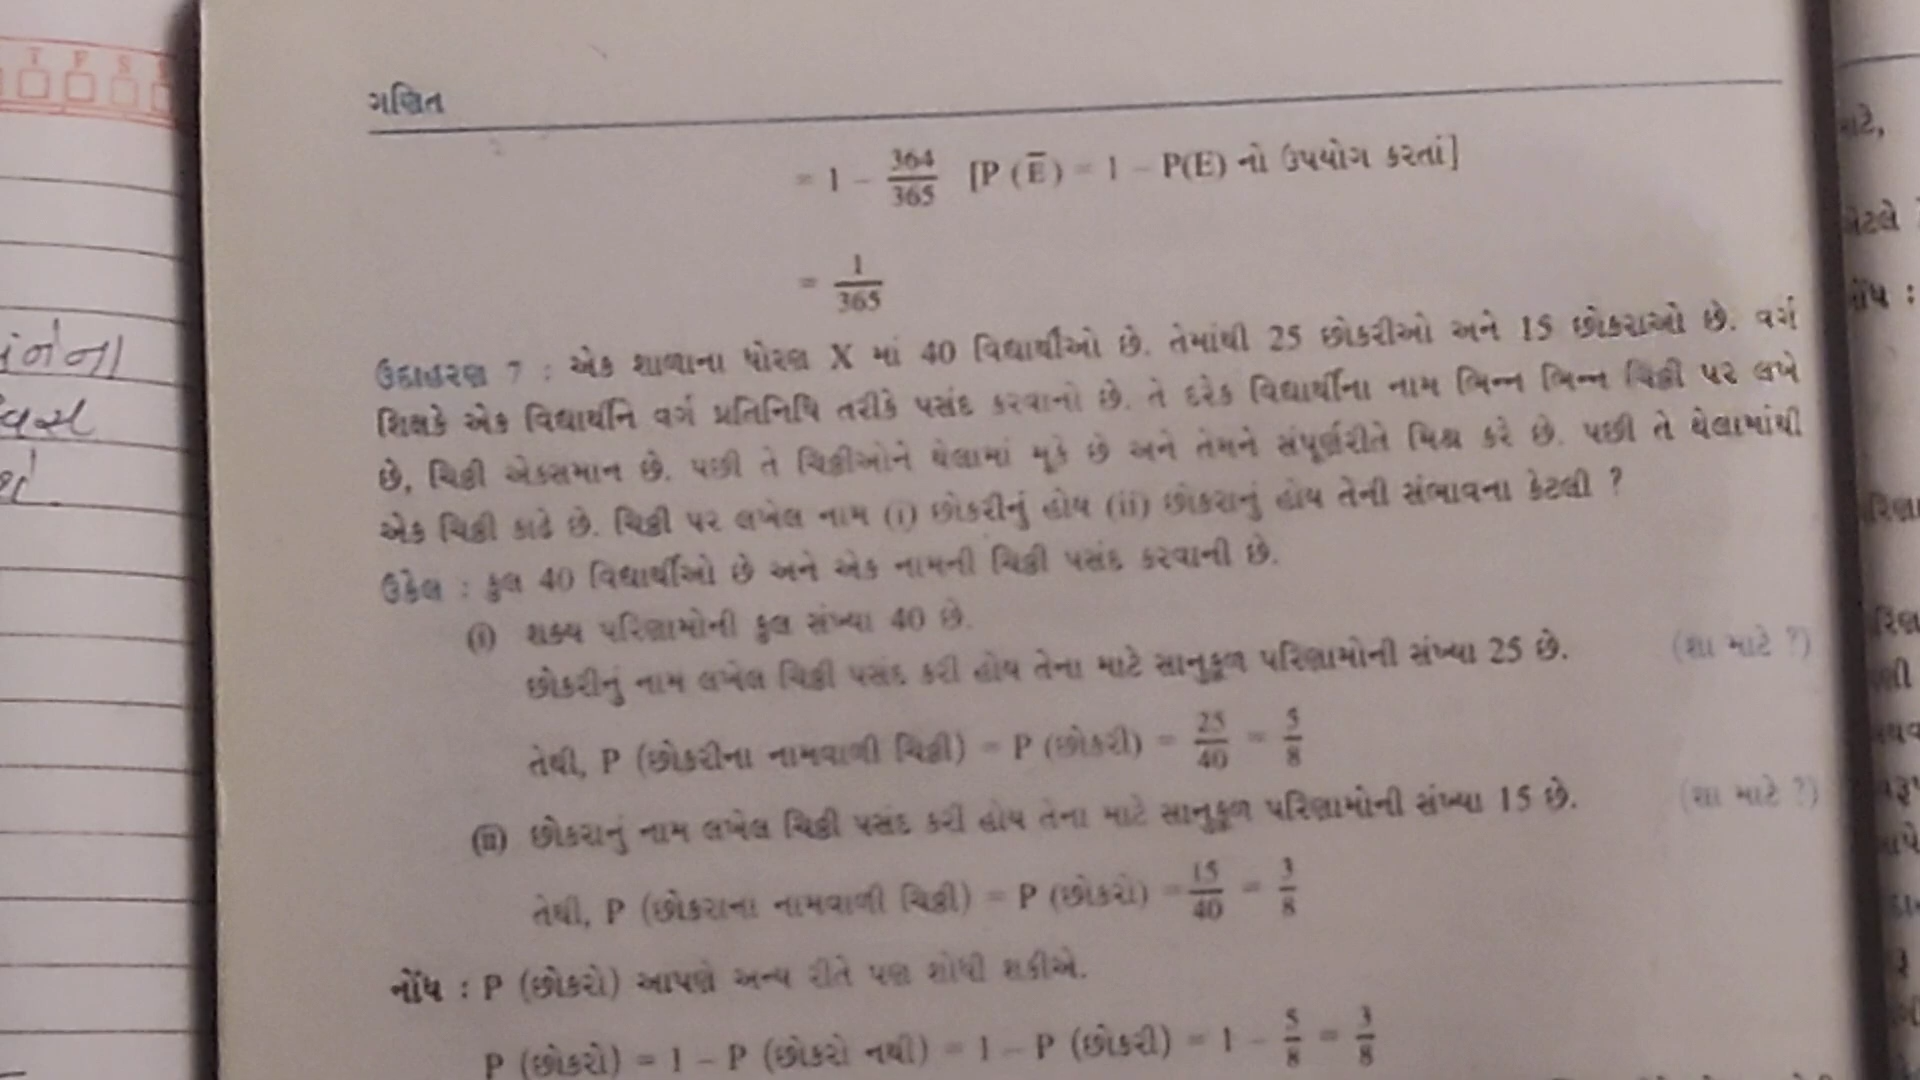 T F S
ગણિત
= 1 - 364/365 [P (E̅) = 1 - P(E) નો ઉપયોગ કરતાં]
= 1/365
ઉદાહરણ 7 : એક શાળાના ધોરણ X માં 40 વિદ્યાર્થીઓ છે. તેમાંથી 25 છોકરીઓ અને 15 છોકરાઓ છે. વર્ગ
શિક્ષકે એક વિદ્યાર્થીને વર્ગ પ્રતિનિધિ તરીકે પસંદ કરવાનો છે. તે દરેક વિદ્યાર્થીના નામ ભિન્ન ભિન્ન ચિઠ્ઠી પર લખે
છે, ચિઠ્ઠી એકસમાન છે. પછી તે ચિઠ્ઠીઓને થેલામાં મૂકે છે અને તેમને સંપૂર્ણરીતે મિશ્ર કરે છે. પછી તે થેલામાંથી
એક ચિઠ્ઠી કાઢે છે. ચિઠ્ઠી પર લખેલ નામ (i) છોકરીનું હોય (ii) છોકરાનું હોય તેની સંભાવના કેટલી ?
ઉકેલ : કુલ 40 વિદ્યાર્થીઓ છે અને એક નામની ચિઠ્ઠી પસંદ કરવાની છે.
(i) શક્ય પરિણામોની કુલ સંખ્યા 40 છે.
છોકરીનું નામ લખેલ ચિઠ્ઠી પસંદ કરી હોય તેના માટે સાનુકૂળ પરિણામોની સંખ્યા 25 છે. (શા માટે ?)
તેથી, P (છોકરીના નામવાળી ચિઠ્ઠી) = P (છોકરી) = 25/40 = 5/8
(ii) છોકરાનું નામ લખેલ ચિઠ્ઠી પસંદ કરી હોય તેના માટે સાનુકૂળ પરિણામોની સંખ્યા 15 છે. (શા માટે ?)
તેથી, P (છોકરાના નામવાળી ચિઠ્ઠી) = P (છોકરો) = 15/40 = 3/8
નોંધ : P (છોકરો) આપણે અન્ય રીતે પણ શોધી શકીએ.
P (છોકરો) = 1 - P (છોકરો નથી) = 1 - P (છોકરી) = 1 - 5/8 = 3/8